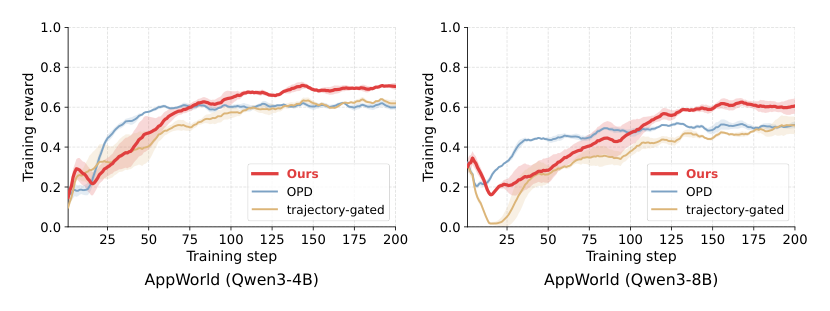 1.0
0.8
0.6
0.4
0.2
0.0
Training reward
25 50 75 100 125 150 175 200
Training step
Ours
OPD
trajectory-gated
AppWorld (Qwen3-4B)
1.0
0.8
0.6
0.4
0.2
0.0
Training reward
25 50 75 100 125 150 175 200
Training step
Ours
OPD
trajectory-gated
AppWorld (Qwen3-8B)